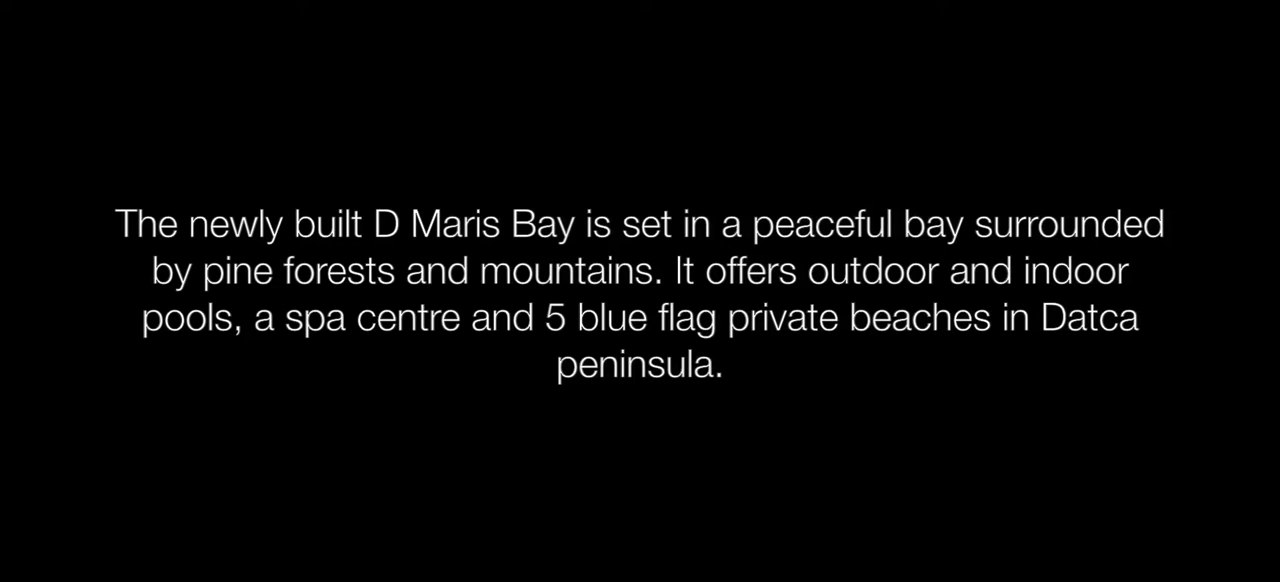 The newly built D Maris Bay is set in a peaceful bay surrounded
by pine forests and mountains. It offers outdoor and indoor
pools, a spa centre and 5 blue flag private beaches in Datca
peninsula.